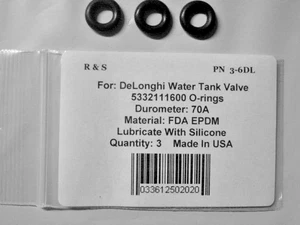 R & S PN 3-6DL
For: DeLonghi Water Tank Valve
5332111600 O-rings
Durometer: 70A
Material: FDA EPDM
Lubricate With Silicone
Quantity: 3 Made In USA
033612502020